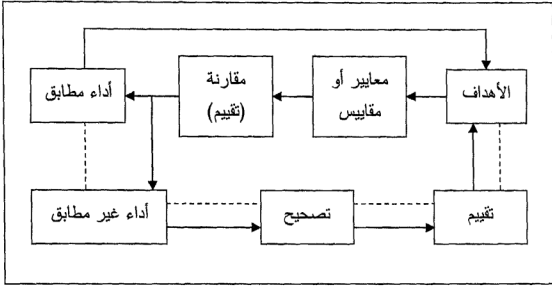 الأهداف
معايير أو
مقاييس
مقارنة
(تقييم)
أداء مطابق
أداء غير مطابق
تصحيح
تقييم